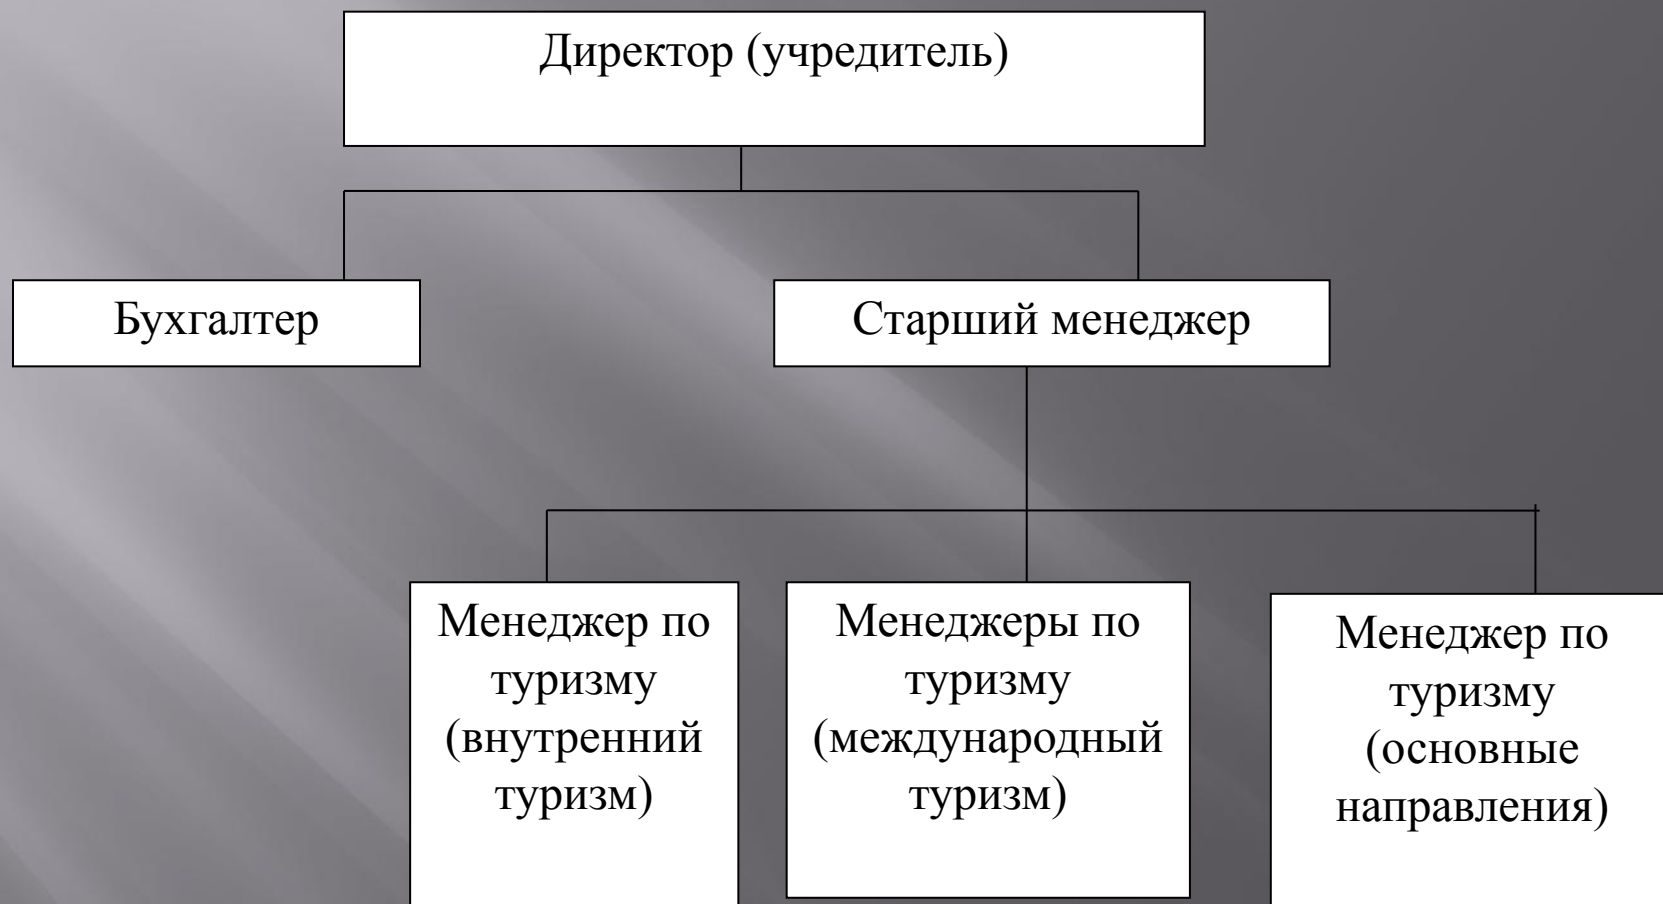 Директор (учредитель)
Бухгалтер
Старший менеджер
Менеджер по
туризму
(внутренний
туризм)
Менеджеры по
туризму
(международный
туризм)
Менеджер по
туризму
(основные
направления)